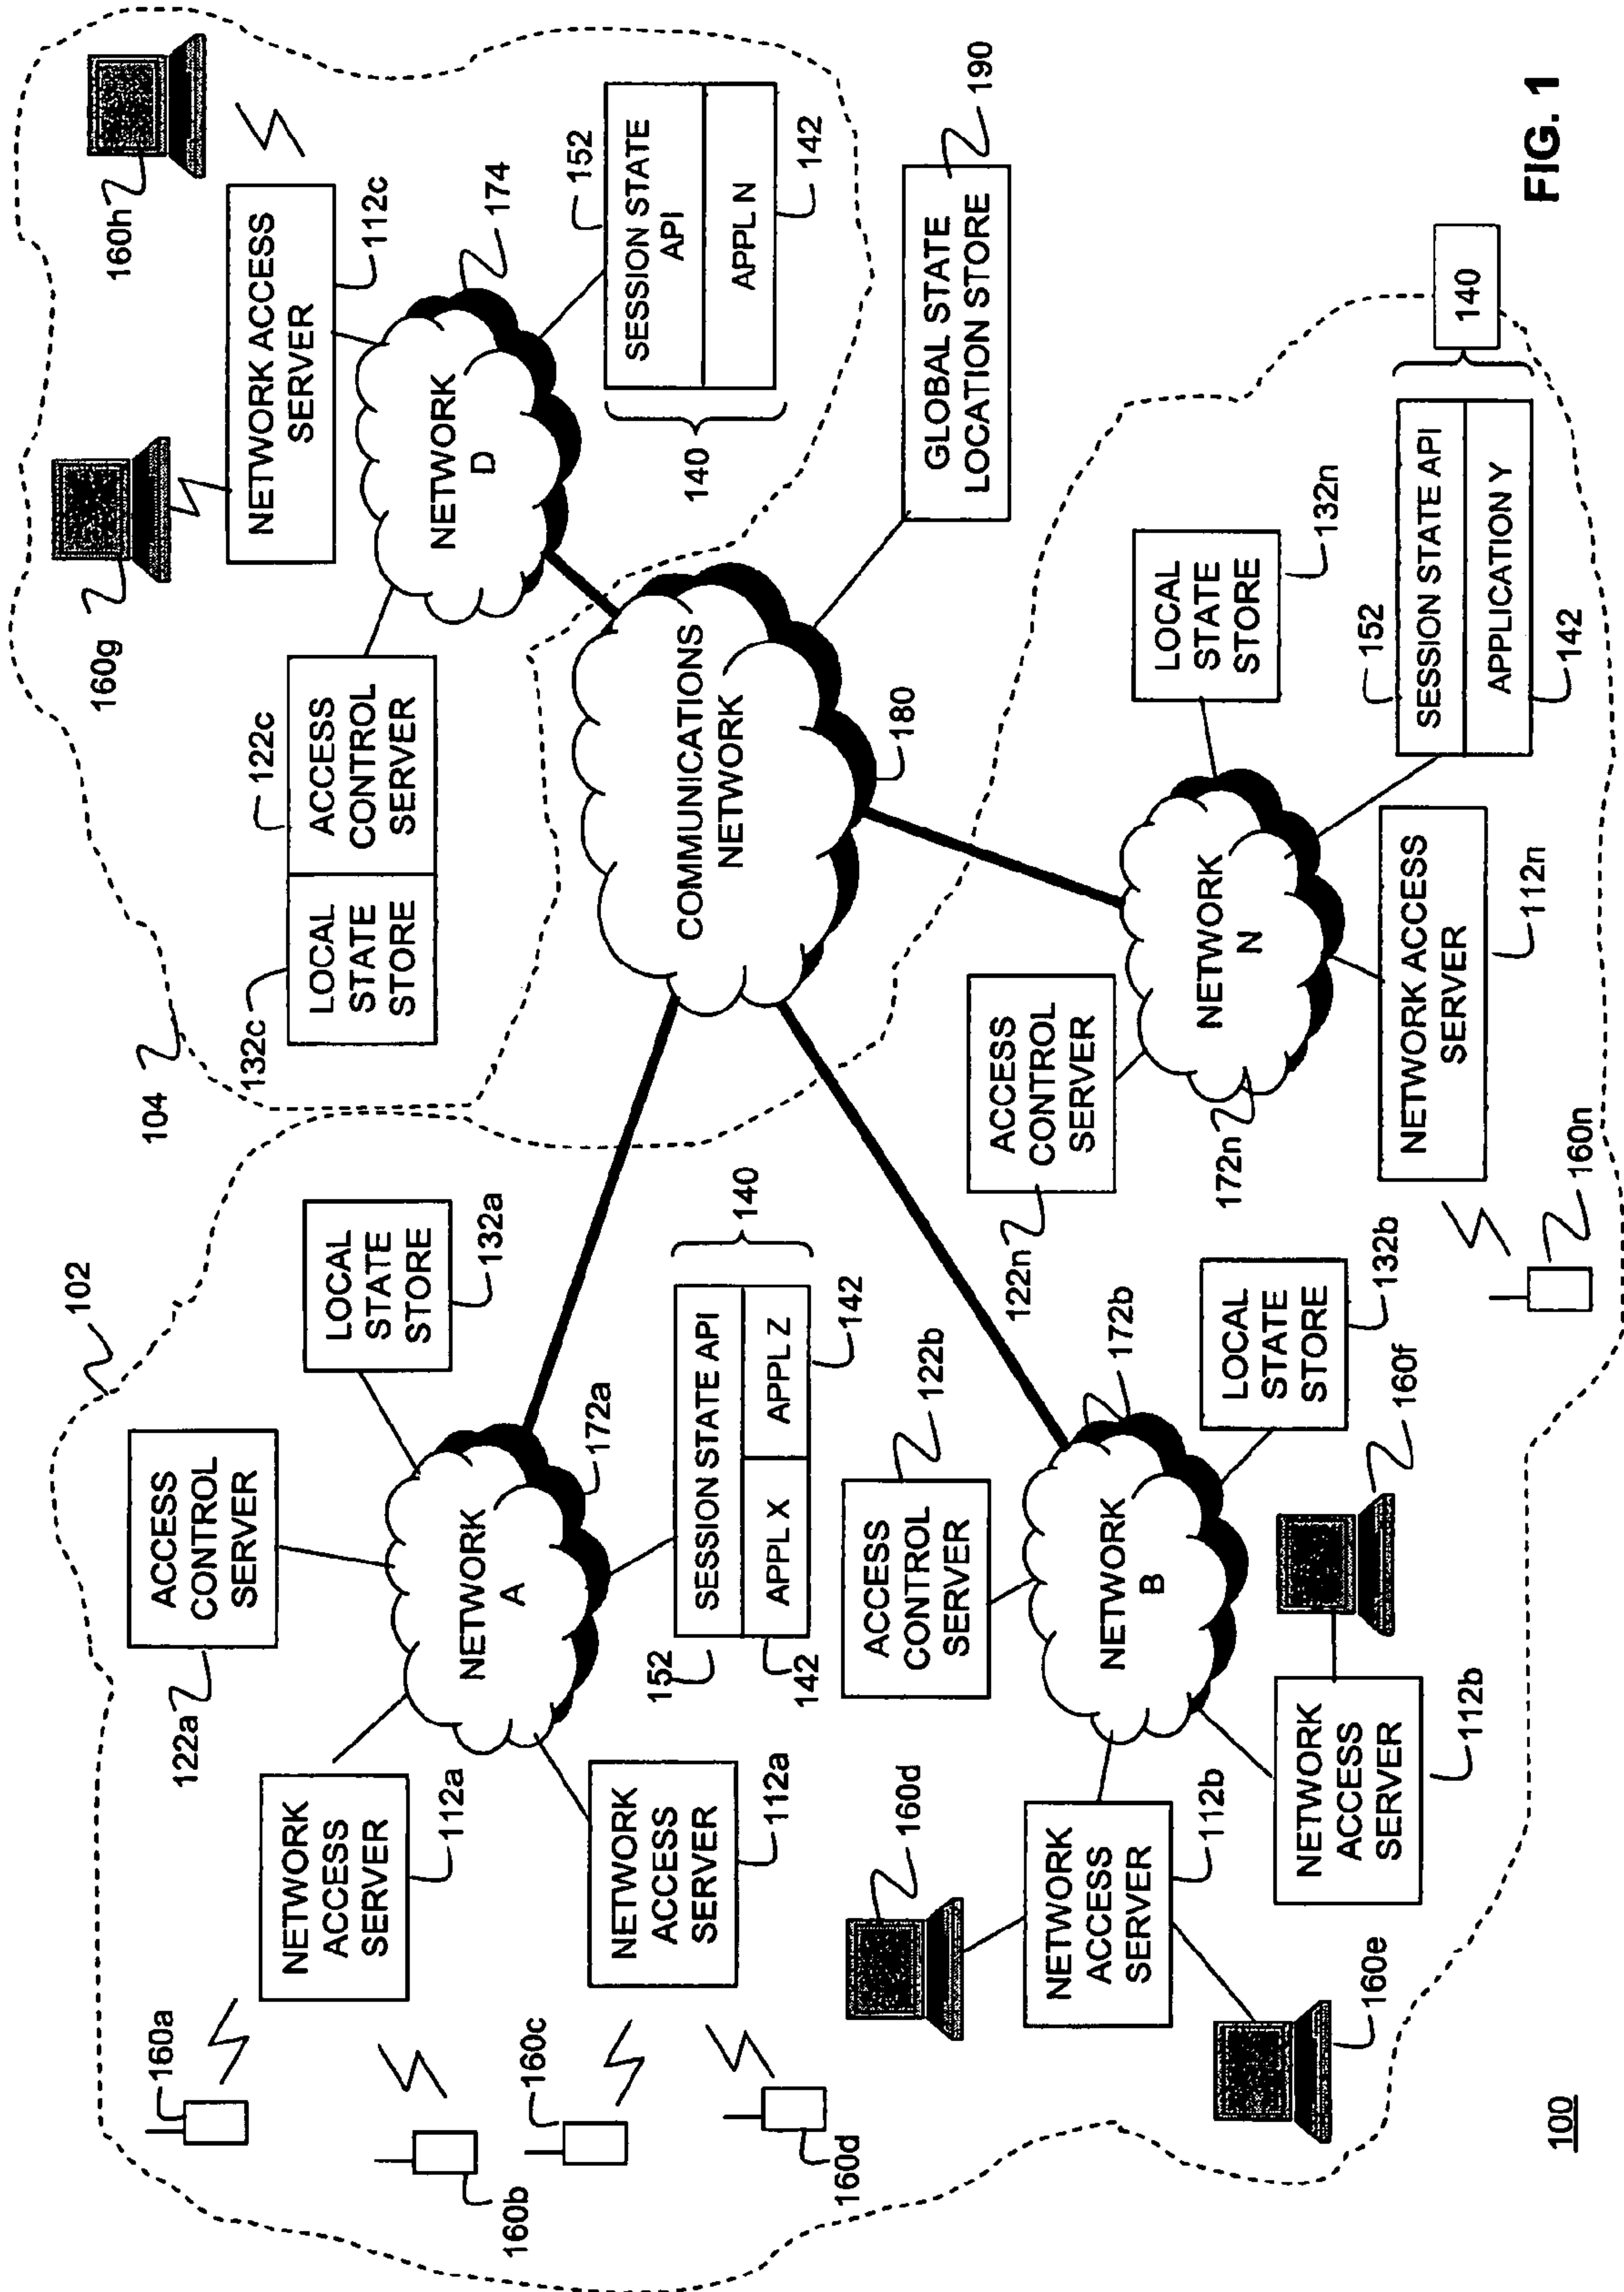 102
160a
NETWORK
ACCESS
SERVER
112a
160b
122a
ACCESS
CONTROL
SERVER
LOCAL
STATE
STORE
132a
NETWORK
A
172a
160c
NETWORK
ACCESS
SERVER
112a
160d
152
SESSION STATE API
APPL X
APPL Z
142
142
140
160d
NETWORK
ACCESS
SERVER
112b
160e
ACCESS
CONTROL
SERVER
122b
NETWORK
B
172b
LOCAL
STATE
STORE
132b
NETWORK
ACCESS
SERVER
112b
160f
104
132c
LOCAL
STATE
STORE
122c
ACCESS
CONTROL
SERVER
160g
160h
NETWORK ACCESS
SERVER
112c
NETWORK
D
174
152
SESSION STATE
API
APPL N
142
140
COMMUNICATIONS
NETWORK
180
GLOBAL STATE
LOCATION STORE
190
122n
ACCESS
CONTROL
SERVER
NETWORK
N
172n
LOCAL
STATE
STORE
132n
NETWORK ACCESS
SERVER
112n
160n
152
SESSION STATE API
APPLICATION Y
142
140
100
FIG. 1